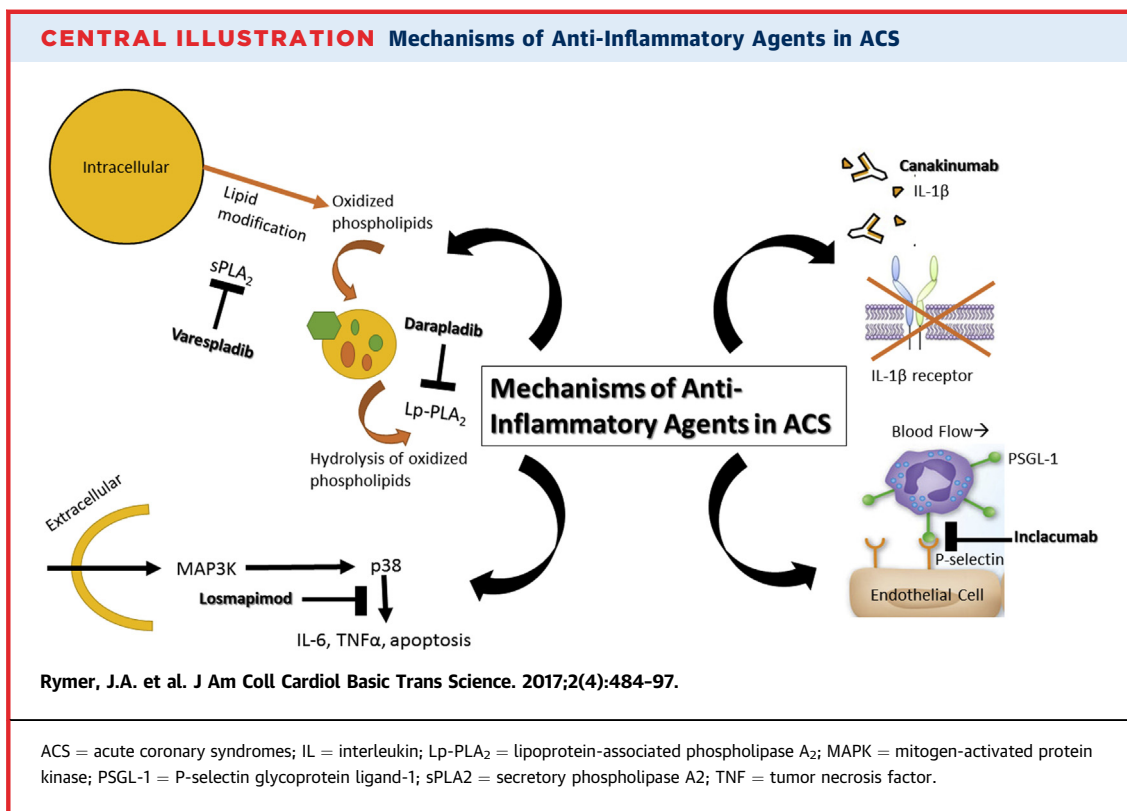 CENTRAL ILLUSTRATION Mechanisms of Anti-Inflammatory Agents in ACS
Intracellular
Lipid
modification
Oxidized
phospholipids
sPLA₂
Varespladib
Darapladib
Lp-PLA₂
Hydrolysis of oxidized
phospholipids
Canakinumab
IL-1β
IL-1β receptor
Mechanisms of Anti-
Inflammatory Agents in ACS
Blood Flow→
PSGL-1
Inclacumab
P-selectin
Endothelial Cell
Extracellular
MAP3K
p38
Losmapimod
IL-6, TNFα, apoptosis
Rymer, J.A. et al. J Am Coll Cardiol Basic Trans Science. 2017;2(4):484–97.
ACS = acute coronary syndromes; IL = interleukin; Lp-PLA₂ = lipoprotein-associated phospholipase A₂; MAPK = mitogen-activated protein
kinase; PSGL-1 = P-selectin glycoprotein ligand-1; sPLA2 = secretory phospholipase A2; TNF = tumor necrosis factor.